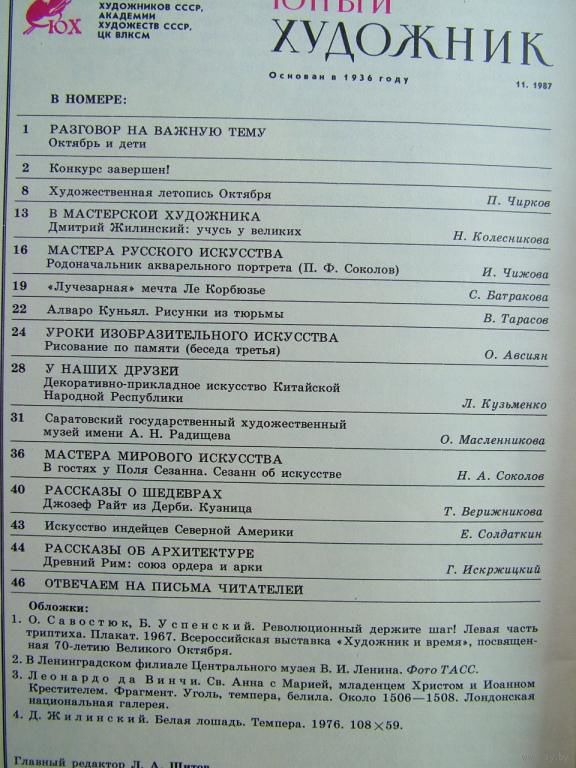 ХУДОЖНИКОВ СССР,
АКАДЕМИИ
ХУДОЖЕСТВ СССР,
ЦК ВЛКСМ
ЮХ
ЮНЫЙ
ХУДОЖНИК
Основан в 1936 году
11. 1987
В НОМЕРЕ:
1 РАЗГОВОР НА ВАЖНУЮ ТЕМУ
Октябрь и дети
2 Конкурс завершен!
8 Художественная летопись Октября П. Чирков
13 В МАСТЕРСКОЙ ХУДОЖНИКА
Дмитрий Жилинский: учусь у великих Н. Колесникова
16 МАСТЕРА РУССКОГО ИСКУССТВА
Родоначальник акварельного портрета (П. Ф. Соколов) И. Чижова
19 «Лучезарная» мечта Ле Корбюзье С. Батракова
22 Алваро Куньял. Рисунки из тюрьмы В. Тарасов
24 УРОКИ ИЗОБРАЗИТЕЛЬНОГО ИСКУССТВА
Рисование по памяти (беседа третья) О. Авсиян
28 У НАШИХ ДРУЗЕЙ
Декоративно-прикладное искусство Китайской
Народной Республики Л. Кузьменко
31 Саратовский государственный художественный
музей имени А. Н. Радищева О. Масленникова
36 МАСТЕРА МИРОВОГО ИСКУССТВА
В гостях у Поля Сезанна. Сезанн об искусстве Н. А. Соколов
40 РАССКАЗЫ О ШЕДЕВРАХ
Джозеф Райт из Дерби. Кузница Т. Верижникова
43 Искусство индейцев Северной Америки Е. Солдаткин
44 РАССКАЗЫ ОБ АРХИТЕКТУРЕ
Древний Рим: союз ордера и арки Г. Искржицкий
46 ОТВЕЧАЕМ НА ПИСЬМА ЧИТАТЕЛЕЙ
Обложки:
1. О. Савостюк, Б. Успенский. Революционный держите шаг! Левая часть
триптиха. Плакат. 1967. Всероссийская выставка «Художник и время», посвящен-
ная 70-летию Великого Октября.
2. В Ленинградском филиале Центрального музея В. И. Ленина. Фото ТАСС.
3. Леонардо да Винчи. Св. Анна с Марией, младенцем Христом и Иоанном
Крестителем. Фрагмент. Уголь, темпера, белила. Около 1506—1508. Лондонская
национальная галерея.
4. Д. Жилинский. Белая лошадь. Темпера. 1976. 108×59.
Главный редактор Л. А. Шитов